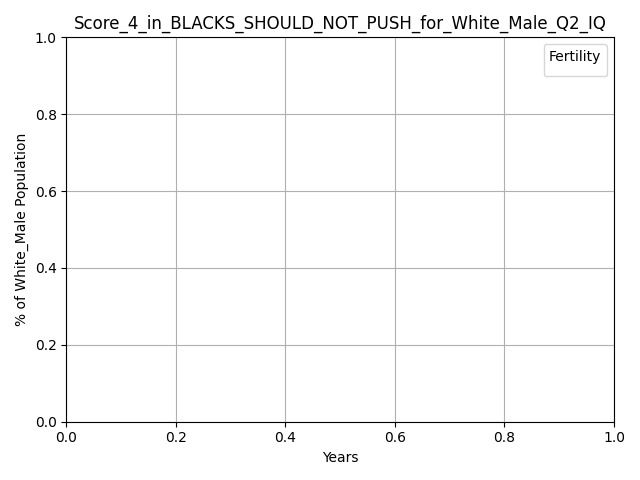 Score_4_in_BLACKS_SHOULD_NOT_PUSH_for_White_Male_Q2_IQ
Fertility
% of White_Male Population
1.0
0.8
0.6
0.4
0.2
0.0
0.0 0.2 0.4 0.6 0.8 1.0
Years